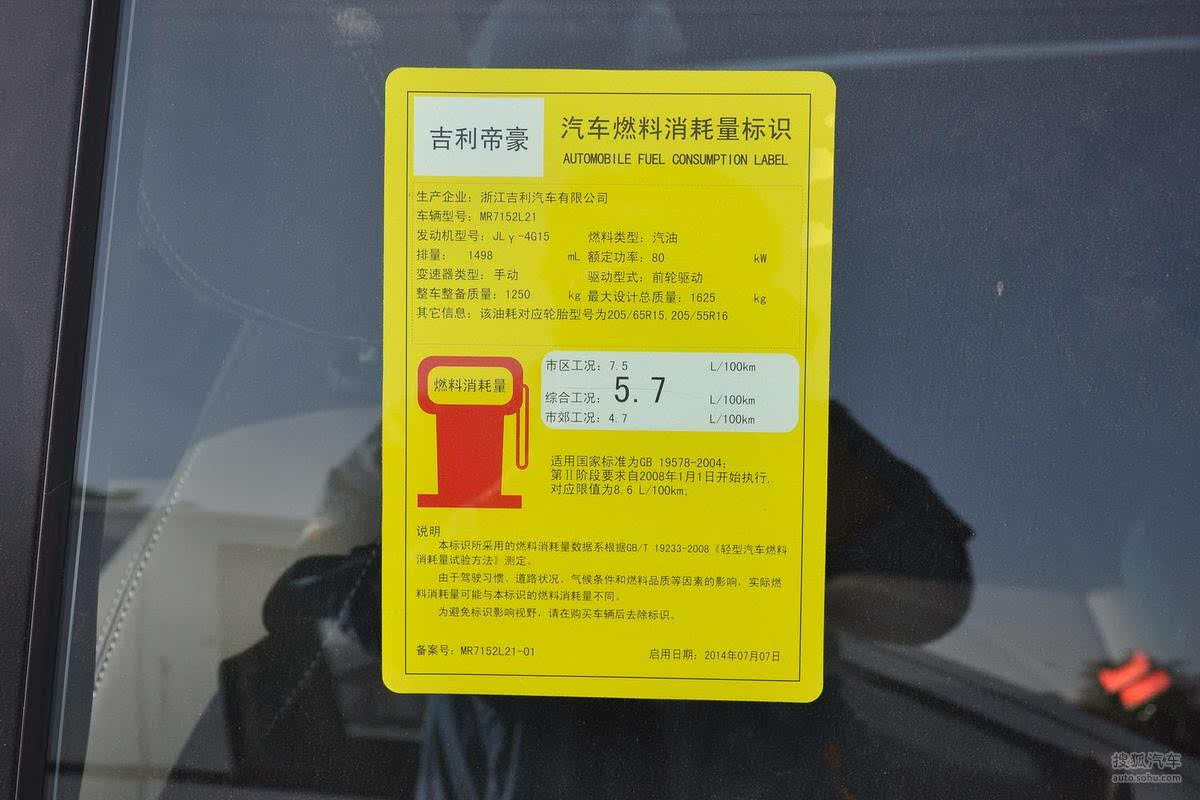 吉利帝豪
汽车燃料消耗量标识
AUTOMOBILE FUEL CONSUMPTION LABEL
生产企业：浙江吉利汽车有限公司
车辆型号：MR7152L21
发动机型号：JLγ-4G15 燃料类型：汽油
排量： 1498 mL 额定功率：80 kW
变速器类型：手动 驱动型式：前轮驱动
整车整备质量：1250 kg 最大设计总质量：1625 kg
其它信息：该油耗对应轮胎型号为205/65R15,205/55R16
燃料消耗量
市区工况：7.5 L/100km
综合工况：5.7 L/100km
市郊工况：4.7 L/100km
适用国家标准为GB 19578-2004；
第Ⅱ阶段要求自2008年1月1日开始执行，
对应限值为8.6 L/100km；
说明
本标识所采用的燃料消耗量数据系根据GB/T 19233-2008《轻型汽车燃料
消耗量试验方法》测定。
由于驾驶习惯、道路状况、气候条件和燃料品质等因素的影响，实际燃
料消耗量可能与本标识的燃料消耗量不同。
为避免标识影响视野，请在购买车辆后去除标识。
备案号：MR7152L21-01 启用日期：2014年07月07日
搜狐汽车
auto.sohu.com